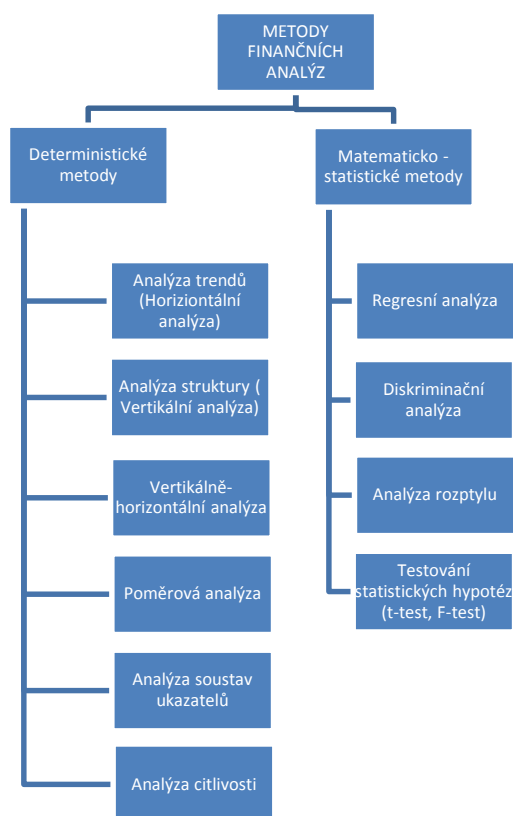 METODY
FINANČNÍCH
ANALÝZ
Deterministické
metody
Analýza trendů
(Horiziontální
analýza)
Analýza struktury (
Vertikální analýza)
Vertikálně-
horizontální analýza
Poměrová analýza
Analýza soustav
ukazatelů
Analýza citlivosti
Matematicko -
statistické metody
Regresní analýza
Diskriminační
analýza
Analýza rozptylu
Testování
statistických hypotéz
(t-test, F-test)